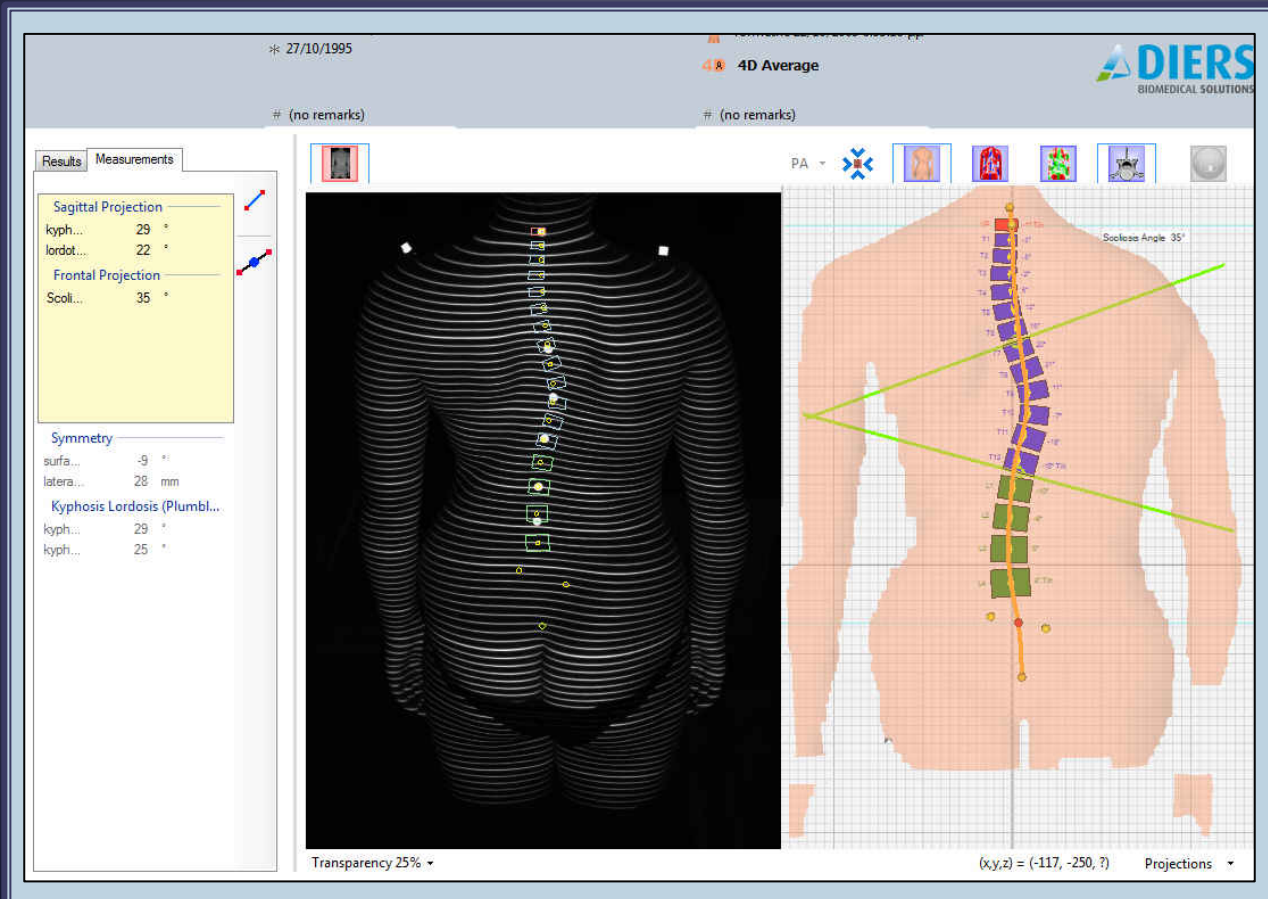 * 27/10/1995
4D Average
DIERS
BIOMEDICAL SOLUTIONS
# (no remarks)
# (no remarks)
Results
Measurements
PA
Sagittal Projection
kyph... 29 °
lordot... 22 °
Frontal Projection
Scoli... 35 °
Symmetry
surfa... -9 °
latera... 28 mm
Kyphosis Lordosis (Plumbl...
kyph... 29 °
kyph... 25 °
Scoliosis Angle 35°
T1
T2
T3
T4
T5
T6
T7
T8
T9
T10
T11
T12
L1
L2
L3
L4
Transparency 25%
(x,y,z) = (-117, -250, ?)
Projections